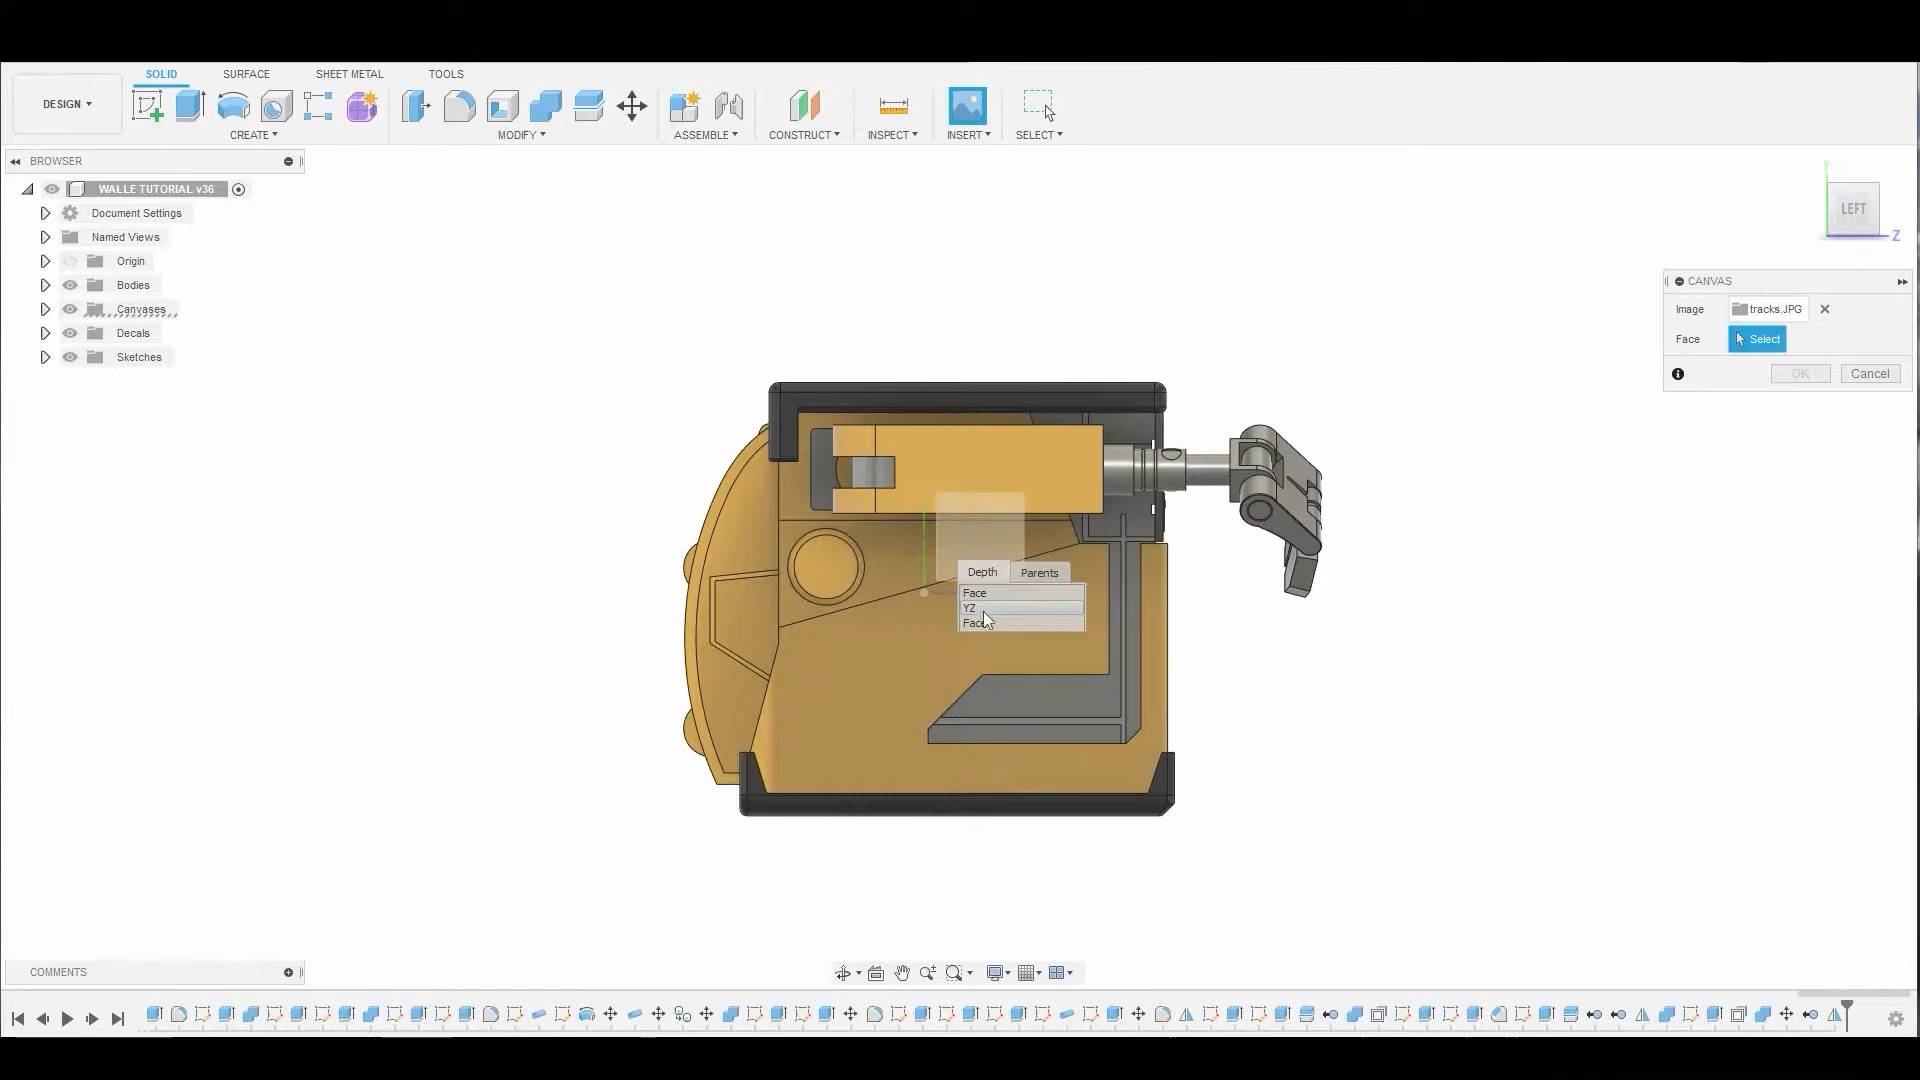 SOLID SURFACE SHEET METAL TOOLS
DESIGN
CREATE MODIFY ASSEMBLE CONSTRUCT INSPECT INSERT SELECT
BROWSER
WALLE TUTORIAL v36
Document Settings
Named Views
Origin
Bodies
Canvases
Decals
Sketches
Y
LEFT
Z
CANVAS
Image tracks.JPG
Face Select
OK Cancel
Depth Parents
Face
YZ
Face
COMMENTS